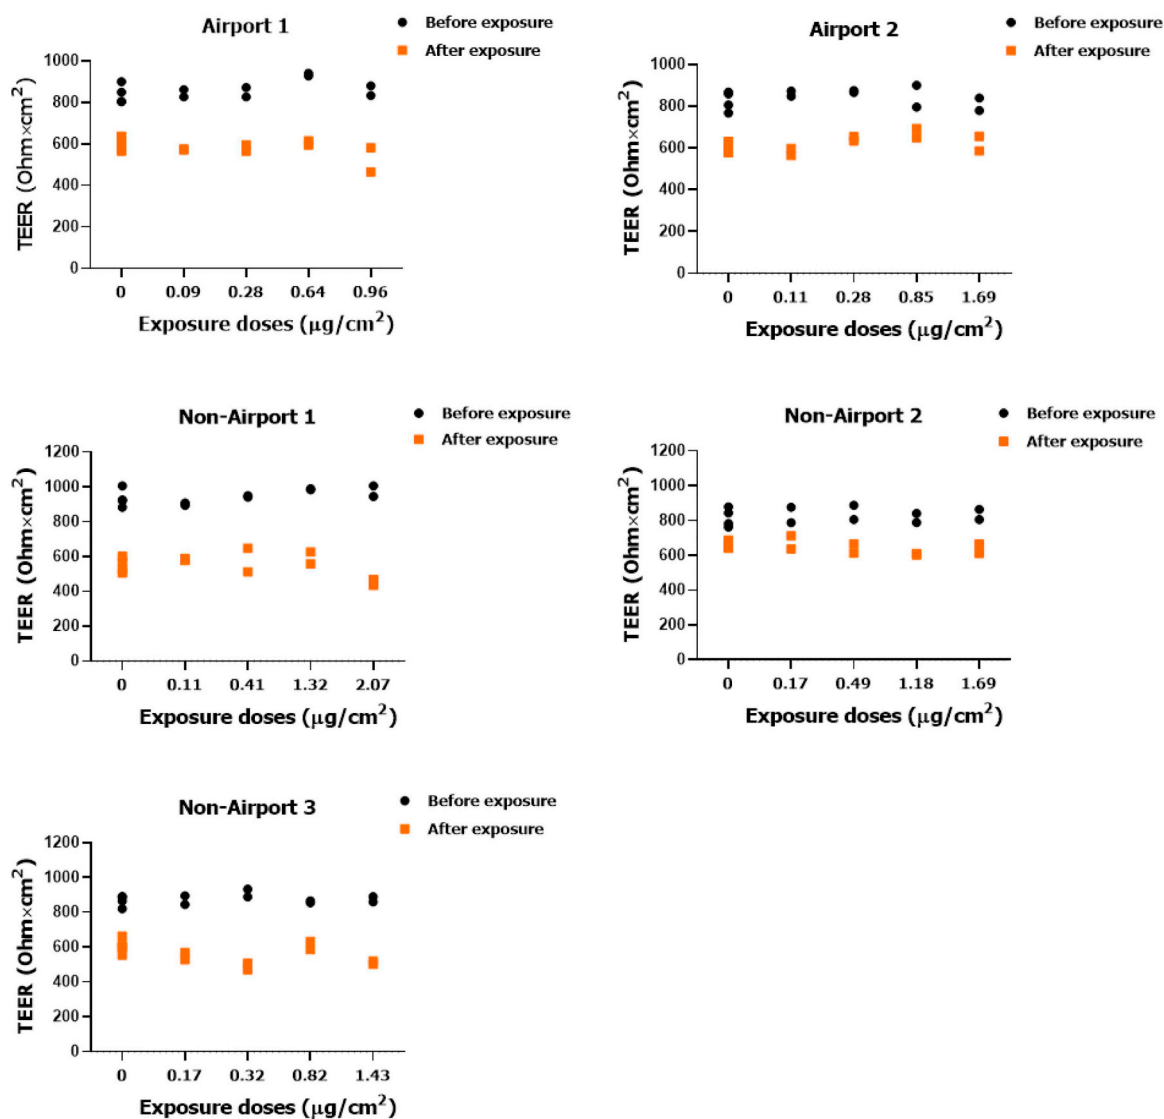 Airport 1
Before exposure
After exposure
TEER (Ohm×cm²)
1000
800
600
400
200
0
0 0.09 0.28 0.64 0.96
Exposure doses (μg/cm²)
Airport 2
Before exposure
After exposure
TEER (Ohm×cm²)
1000
800
600
400
200
0
0 0.11 0.28 0.85 1.69
Exposure doses (μg/cm²)
Non-Airport 1
Before exposure
After exposure
TEER (Ohm×cm²)
1200
1000
800
600
400
200
0
0 0.11 0.41 1.32 2.07
Exposure doses (μg/cm²)
Non-Airport 2
Before exposure
After exposure
TEER (Ohm×cm²)
1200
1000
800
600
400
200
0
0 0.17 0.49 1.18 1.69
Exposure doses (μg/cm²)
Non-Airport 3
Before exposure
After exposure
TEER (Ohm×cm²)
1200
1000
800
600
400
200
0
0 0.17 0.32 0.82 1.43
Exposure doses (μg/cm²)